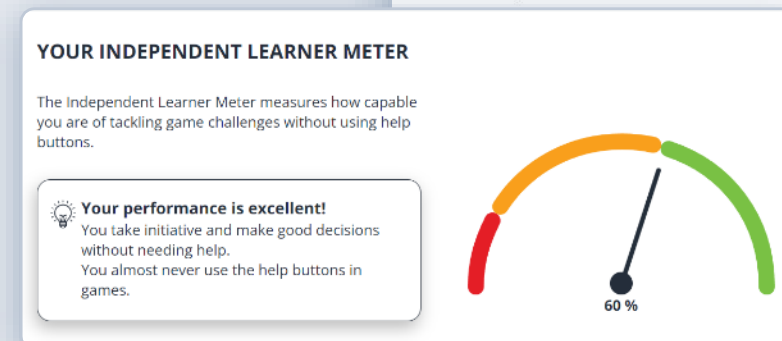 YOUR INDEPENDENT LEARNER METER
The Independent Learner Meter measures how capable
you are of tackling game challenges without using help
buttons.
Your performance is excellent!
You take initiative and make good decisions
without needing help.
You almost never use the help buttons in
games.
60 %